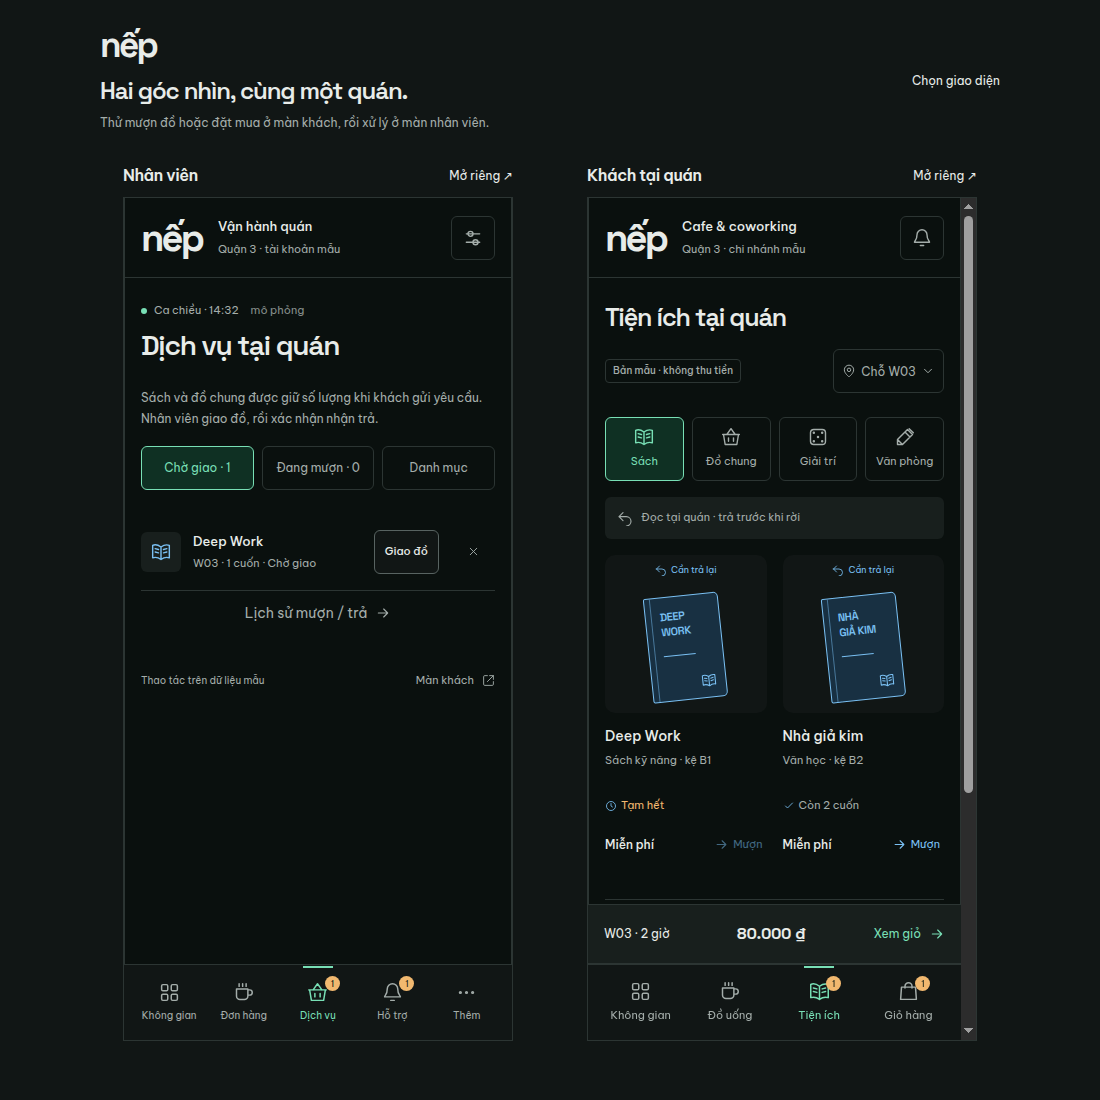 nếp
Hai góc nhìn, cùng một quán.
Thử mượn đồ hoặc đặt mua ở màn khách, rồi xử lý ở màn nhân viên.
Chọn giao diện
Nhân viên
Mở riêng ↗
nếp
Vận hành quán
Quận 3 · tài khoản mẫu
Ca chiều · 14:32 mô phỏng
Dịch vụ tại quán
Sách và đồ chung được giữ số lượng khi khách gửi yêu cầu.
Nhân viên giao đồ, rồi xác nhận nhận trả.
Chờ giao · 1
Đang mượn · 0
Danh mục
Deep Work
W03 · 1 cuốn · Chờ giao
Giao đồ
Lịch sử mượn / trả →
Thao tác trên dữ liệu mẫu
Màn khách
Không gian
Đơn hàng
1
Dịch vụ
1
Hỗ trợ
Thêm
Khách tại quán
Mở riêng ↗
nếp
Cafe & coworking
Quận 3 · chi nhánh mẫu
Tiện ích tại quán
Bản mẫu · không thu tiền
Chỗ W03
Sách
Đồ chung
Giải trí
Văn phòng
Đọc tại quán · trả trước khi rời
Cần trả lại
DEEP
WORK
Deep Work
Sách kỹ năng · kệ B1
Tạm hết
Miễn phí
→ Mượn
Cần trả lại
NHÀ
GIẢ KIM
Nhà giả kim
Văn học · kệ B2
Còn 2 cuốn
Miễn phí
→ Mượn
W03 · 2 giờ
80.000 ₫
Xem giỏ →
Không gian
Đồ uống
1
Tiện ích
1
Giỏ hàng